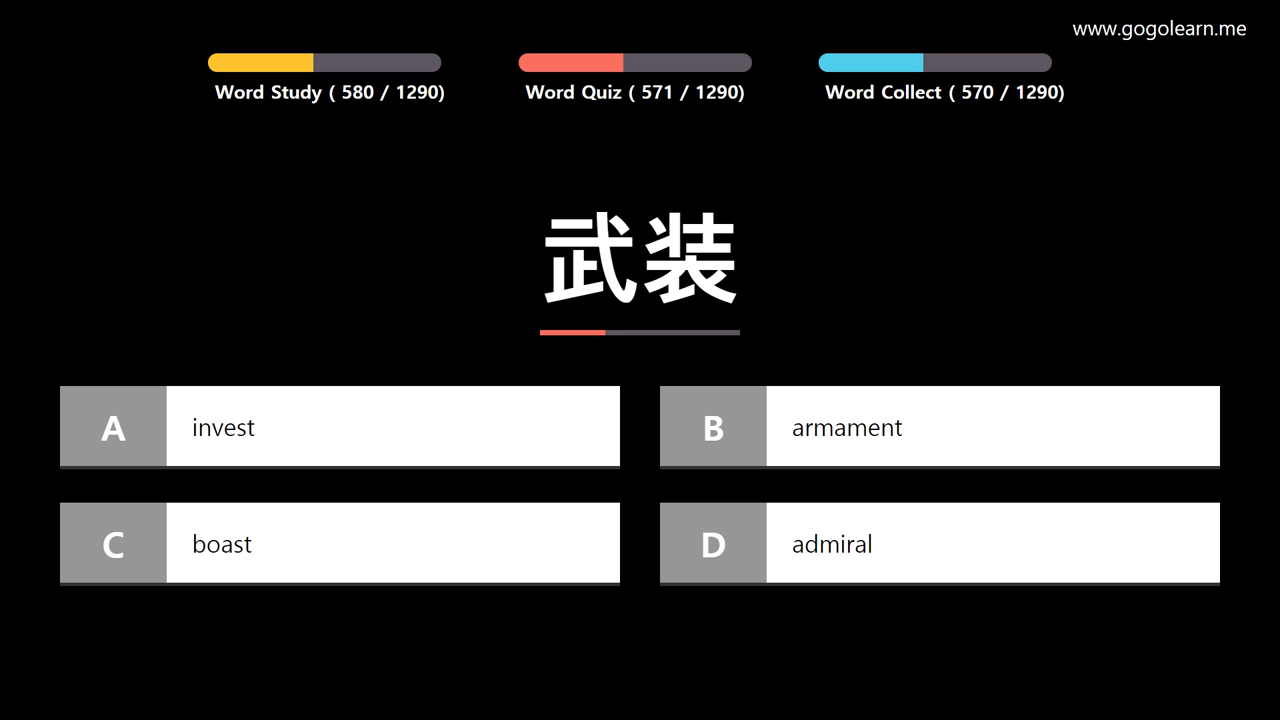 www.gogolearn.me
Word Study ( 580 / 1290)
Word Quiz ( 571 / 1290)
Word Collect ( 570 / 1290)
武装
A invest
B armament
C boast
D admiral